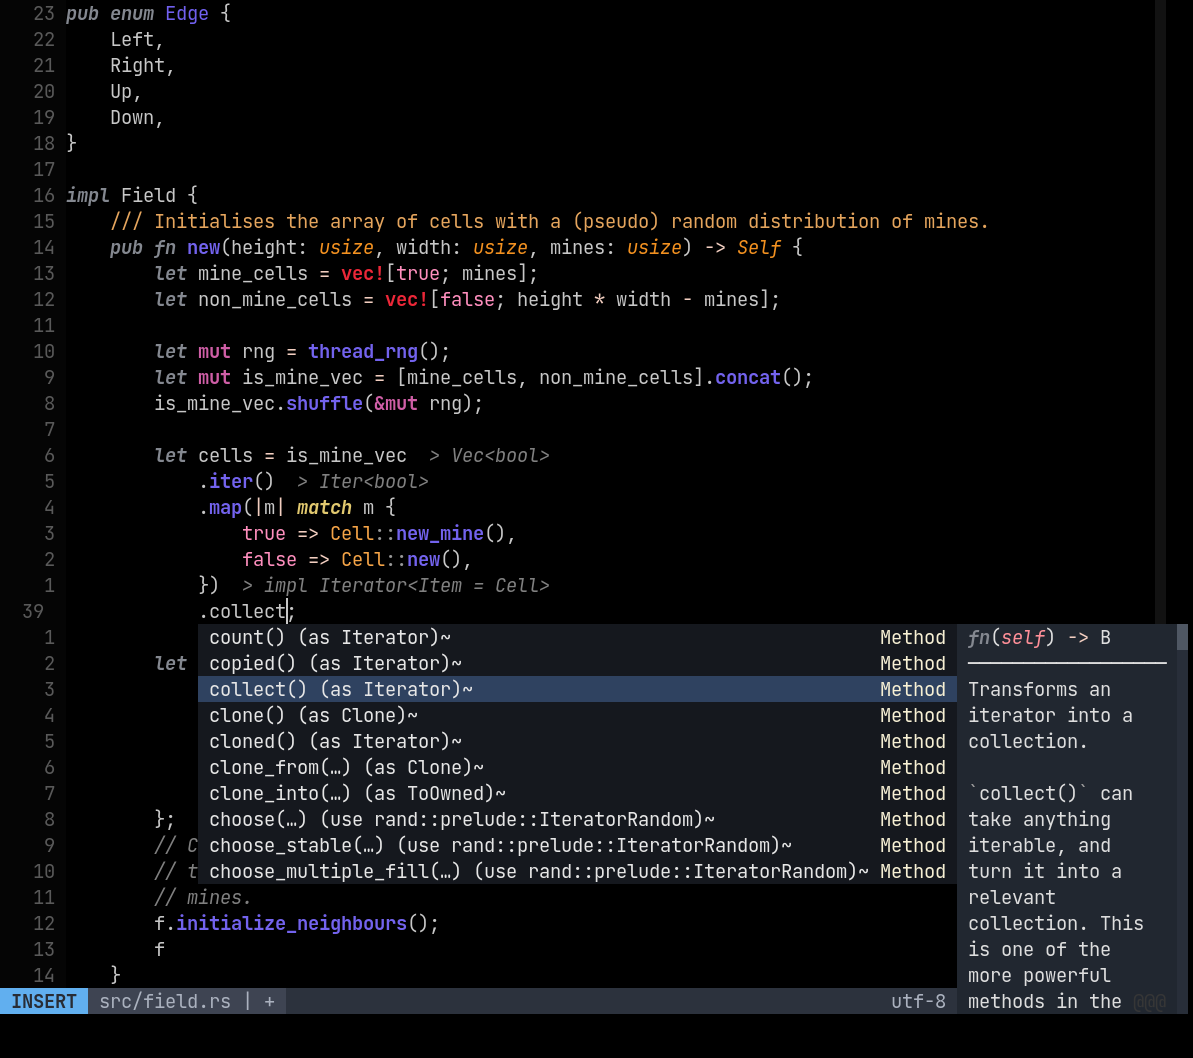 23 pub enum Edge {
22     Left,
21     Right,
20     Up,
19     Down,
18 }
17
16 impl Field {
15     /// Initialises the array of cells with a (pseudo) random distribution of mines.
14     pub fn new(height: usize, width: usize, mines: usize) -> Self {
13         let mine_cells = vec![true; mines];
12         let non_mine_cells = vec![false; height * width - mines];
11
10         let mut rng = thread_rng();
9         let mut is_mine_vec = [mine_cells, non_mine_cells].concat();
8         is_mine_vec.shuffle(&mut rng);
7
6         let cells = is_mine_vec  > Vec<bool>
5             .iter()  > Iter<bool>
4             .map(|m| match m {
3                 true => Cell::new_mine(),
2                 false => Cell::new(),
1             })  > impl Iterator<Item = Cell>
39             .collect;
1 count() (as Iterator)~ Method fn(self) -> B
2         let copied() (as Iterator)~ Method
3 collect() (as Iterator)~ Method Transforms an
4 clone() (as Clone)~ Method iterator into a
5 cloned() (as Iterator)~ Method collection.
6 clone_from(…) (as Clone)~ Method
7 clone_into(…) (as ToOwned)~ Method `collect()` can
8         }; choose(…) (use rand::prelude::IteratorRandom)~ Method take anything
9         // C choose_stable(…) (use rand::prelude::IteratorRandom)~ Method iterable, and
10         // t choose_multiple_fill(…) (use rand::prelude::IteratorRandom)~ Method turn it into a
11         // mines. relevant
12         f.initialize_neighbours(); collection. This
13         f is one of the
14     } more powerful
INSERT src/field.rs | + utf-8 methods in the @@@